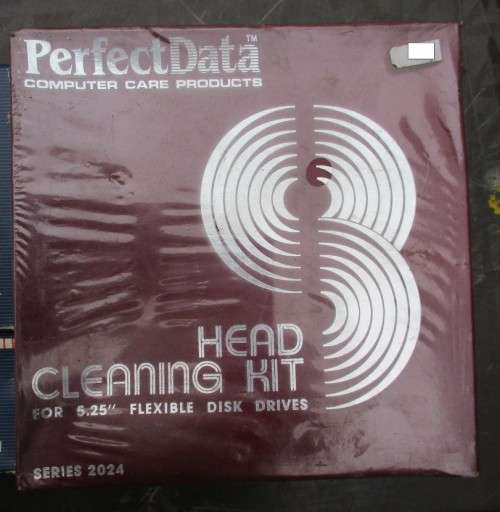 PerfectData™
COMPUTER CARE PRODUCTS
HEAD
CLEANING KIT
FOR 5.25" FLEXIBLE DISK DRIVES
SERIES 2024